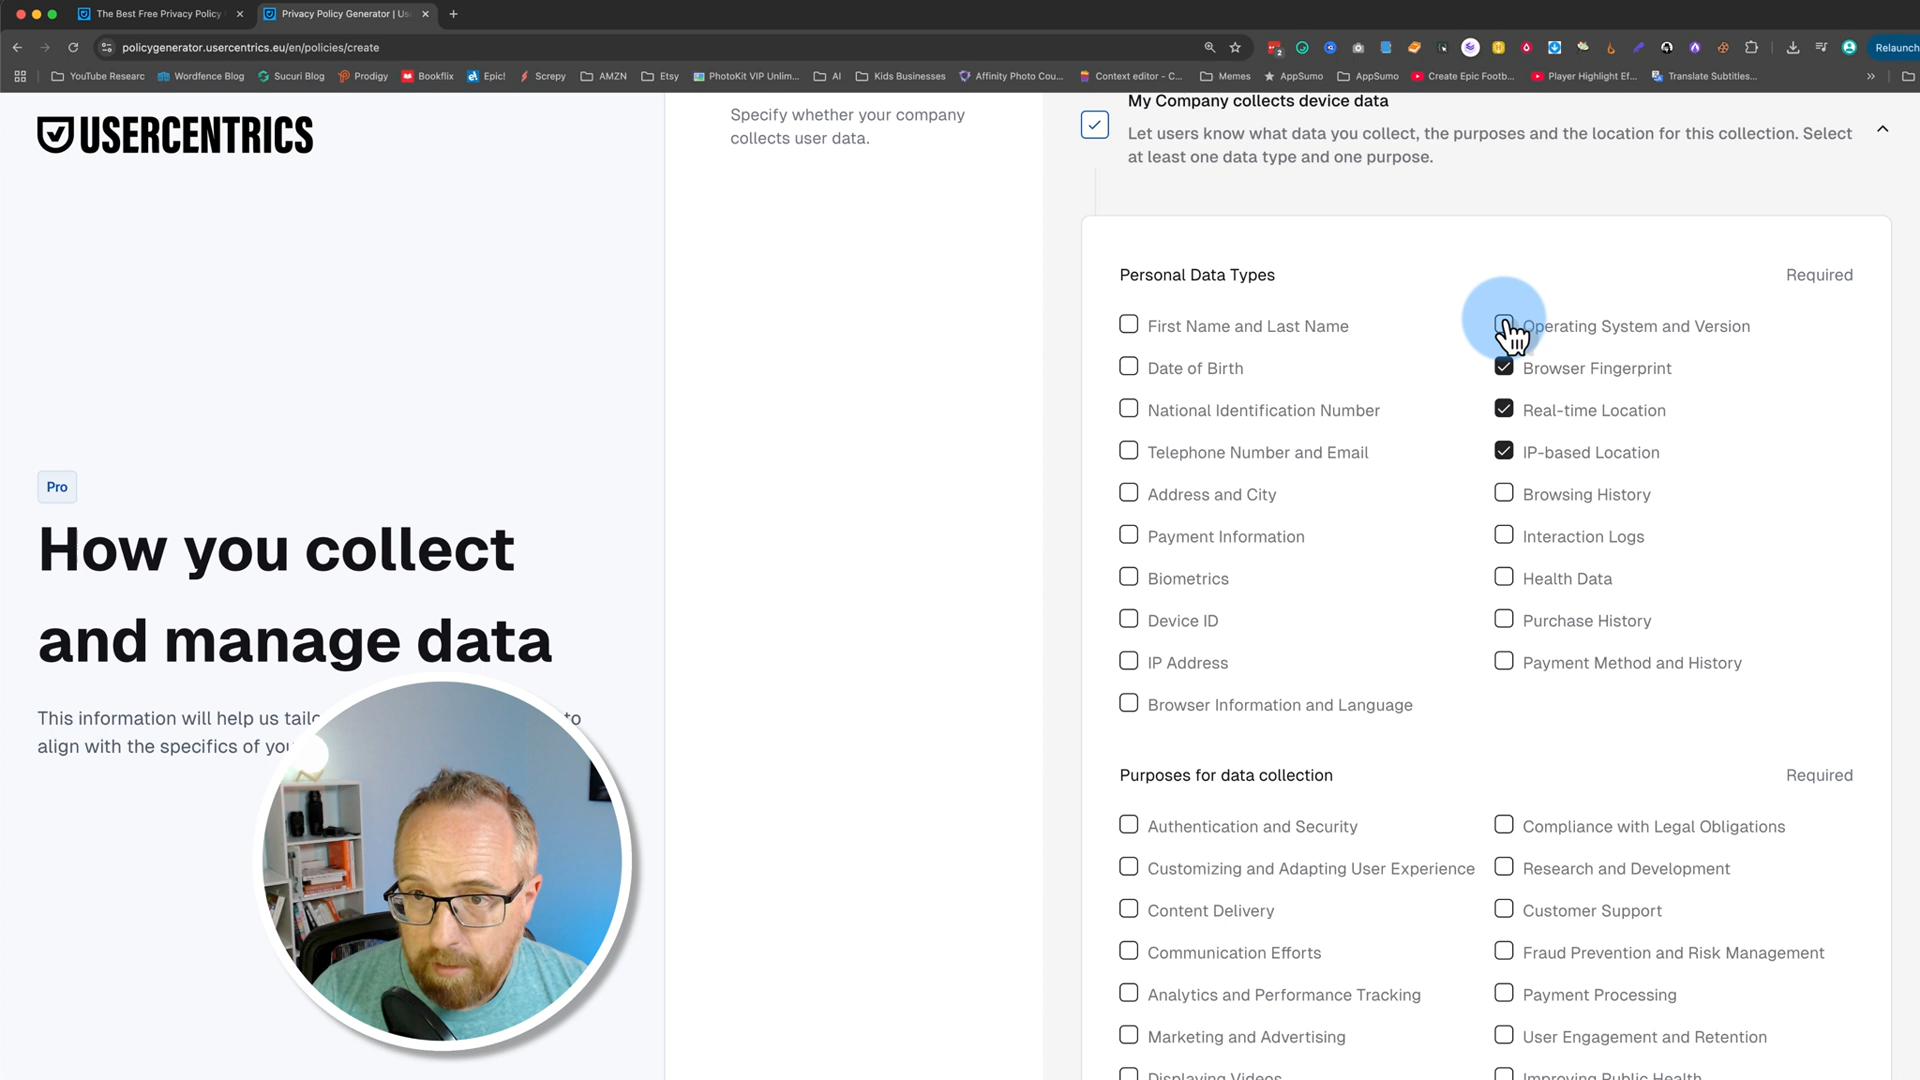 The Best Free Privacy Policy
Privacy Policy Generator | Us
policygenerator.usercentrics.eu/en/policies/create
2
Relaunch
YouTube Researc
Wordfence Blog
Sucuri Blog
Prodigy
Bookflix
Epic!
Screpy
AMZN
Etsy
PhotoKit VIP Unlim...
AI
Kids Businesses
Affinity Photo Cou...
Context editor - C...
Memes
AppSumo
AppSumo
Create Epic Footb...
Player Highlight Ef...
Translate Subtitles...
USERCENTRICS
Pro
How you collect
and manage data
This information will help us tailo
to
align with the specifics of you
Specify whether your company
collects user data.
My Company collects device data
Let users know what data you collect, the purposes and the location for this collection. Select
at least one data type and one purpose.
Personal Data Types
Required
First Name and Last Name
Date of Birth
National Identification Number
Telephone Number and Email
Address and City
Payment Information
Biometrics
Device ID
IP Address
Browser Information and Language
Operating System and Version
Browser Fingerprint
Real-time Location
IP-based Location
Browsing History
Interaction Logs
Health Data
Purchase History
Payment Method and History
Purposes for data collection
Required
Authentication and Security
Customizing and Adapting User Experience
Content Delivery
Communication Efforts
Analytics and Performance Tracking
Marketing and Advertising
Displaying Videos
Compliance with Legal Obligations
Research and Development
Customer Support
Fraud Prevention and Risk Management
Payment Processing
User Engagement and Retention
Improving Public Health